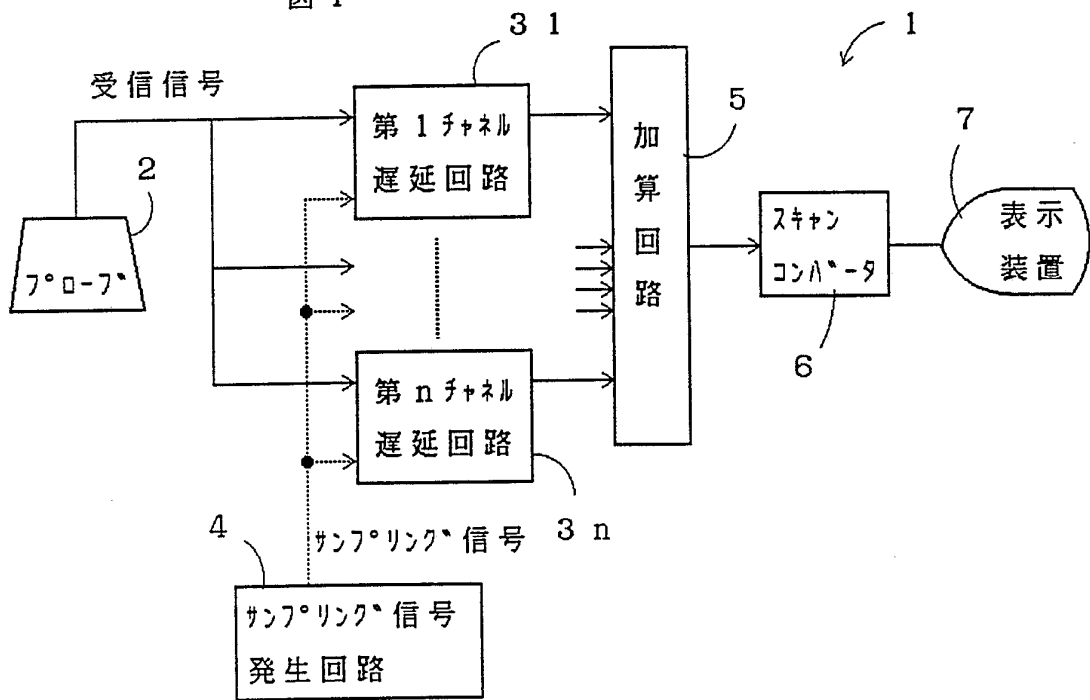 図1
3 1
1
受信信号
5
第1ﾁｬﾈﾙ
遅延回路
加算回路
7
2
ｽｷｬﾝ
ｺﾝﾊﾞｰﾀ
表示
装置
ﾌﾟﾛｰﾌﾞ
6
第nﾁｬﾈﾙ
遅延回路
4
ｻﾝﾌﾟﾘﾝｸﾞ信号
3 n
ｻﾝﾌﾟﾘﾝｸﾞ信号
発生回路